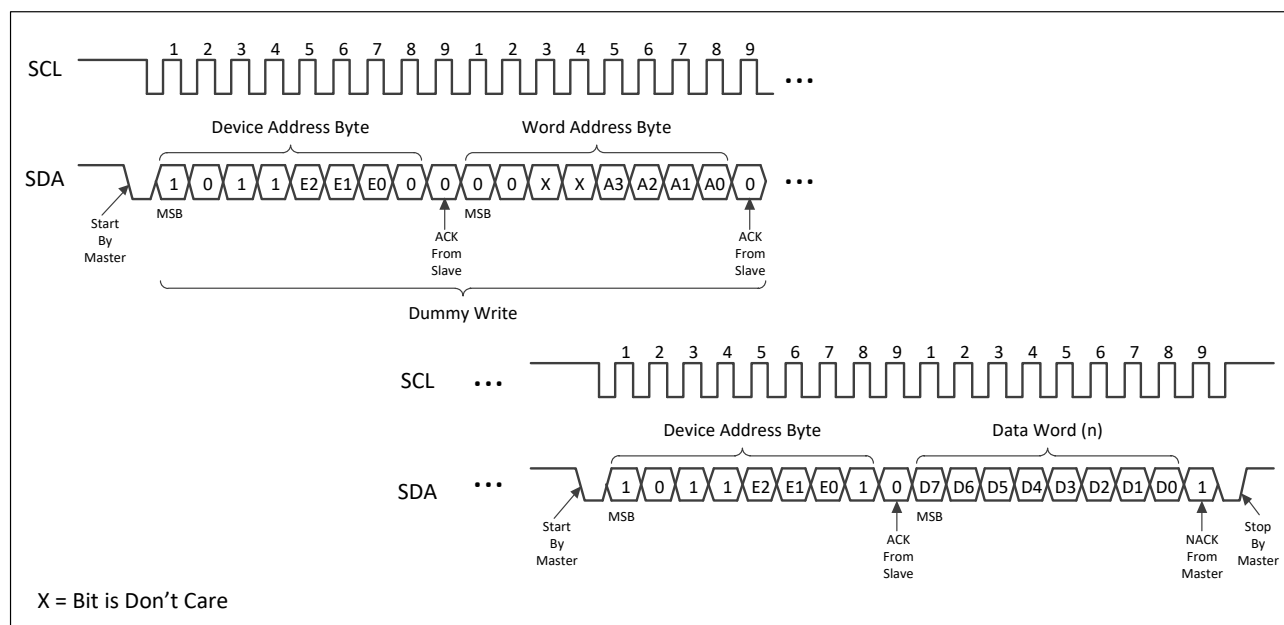 1 2 3 4 5 6 7 8 9 1 2 3 4 5 6 7 8 9
SCL ...
Device Address Byte Word Address Byte
SDA 1 0 1 1 E2 E1 E0 0 0 0 0 X X A3 A2 A1 A0 0 ...
MSB MSB
Start
By
Master
ACK
From
Slave
ACK
From
Slave
Dummy Write
1 2 3 4 5 6 7 8 9 1 2 3 4 5 6 7 8 9
SCL ...
Device Address Byte Data Word (n)
SDA ... 1 0 1 1 E2 E1 E0 1 0 D7 D6 D5 D4 D3 D2 D1 D0 1
MSB MSB
Start
By
Master
ACK
From
Slave
NACK
From
Master
Stop
By
Master
X = Bit is Don’t Care